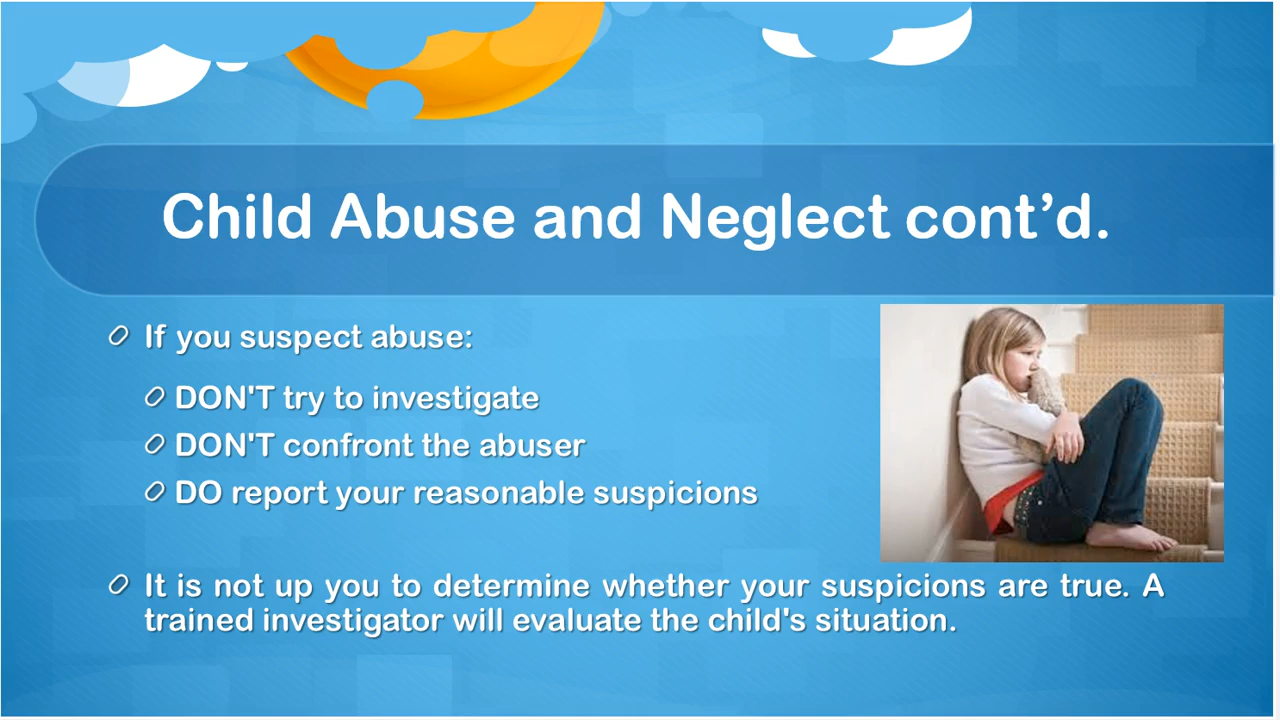 Child Abuse and Neglect cont’d.
If you suspect abuse:
DON'T try to investigate
DON'T confront the abuser
DO report your reasonable suspicions
It is not up you to determine whether your suspicions are true. A
trained investigator will evaluate the child's situation.